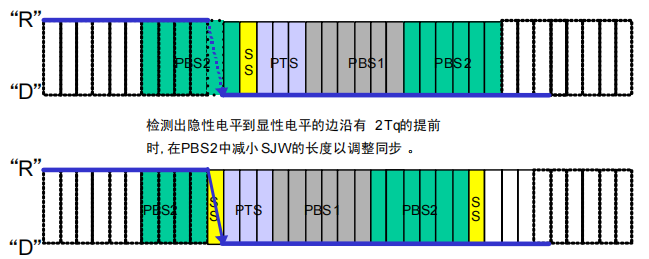 “R”
PBS2 SS PTS PBS1 PBS2
“D”
检测出隐性电平到显性电平的边沿有 2Tq的提前
时,在PBS2中减小SJW的长度以调整同步 。
“R”
PBS2 SS PTS PBS1 PBS2 SS
“D”